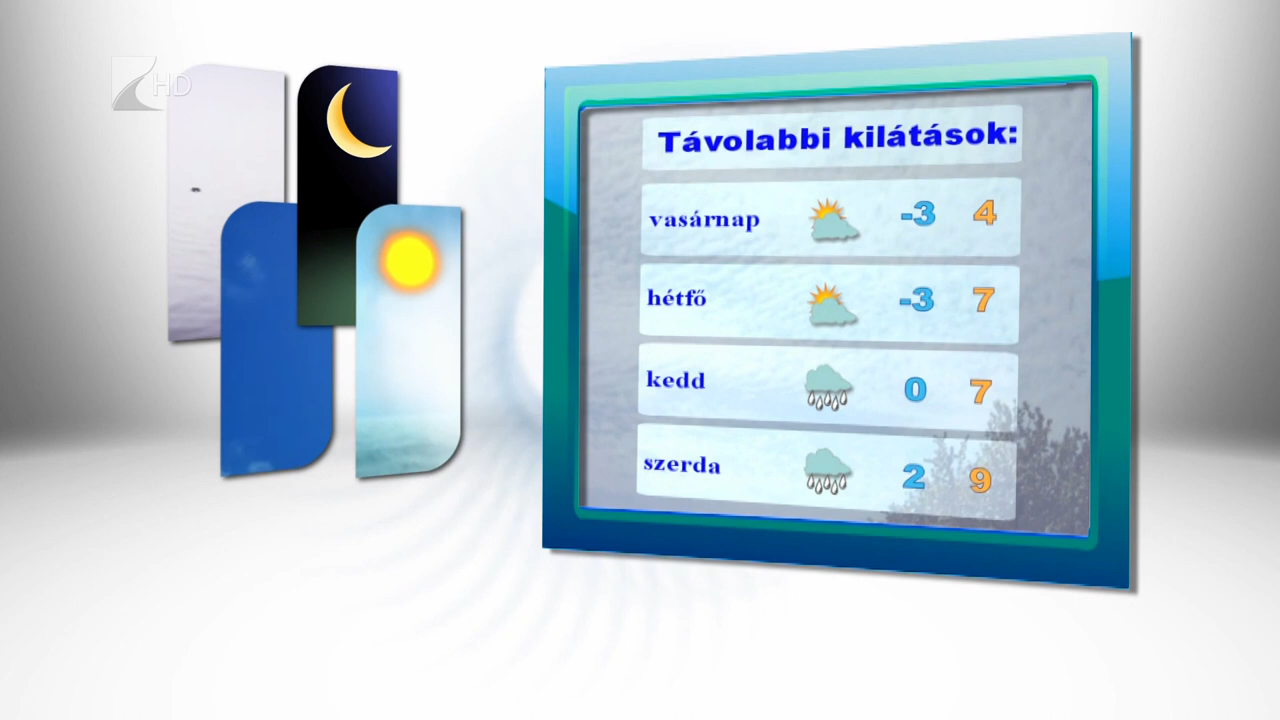 HD
Távolabbi kilátások:
vasárnap -3 4
hétfő -3 7
kedd 0 7
szerda 2 9